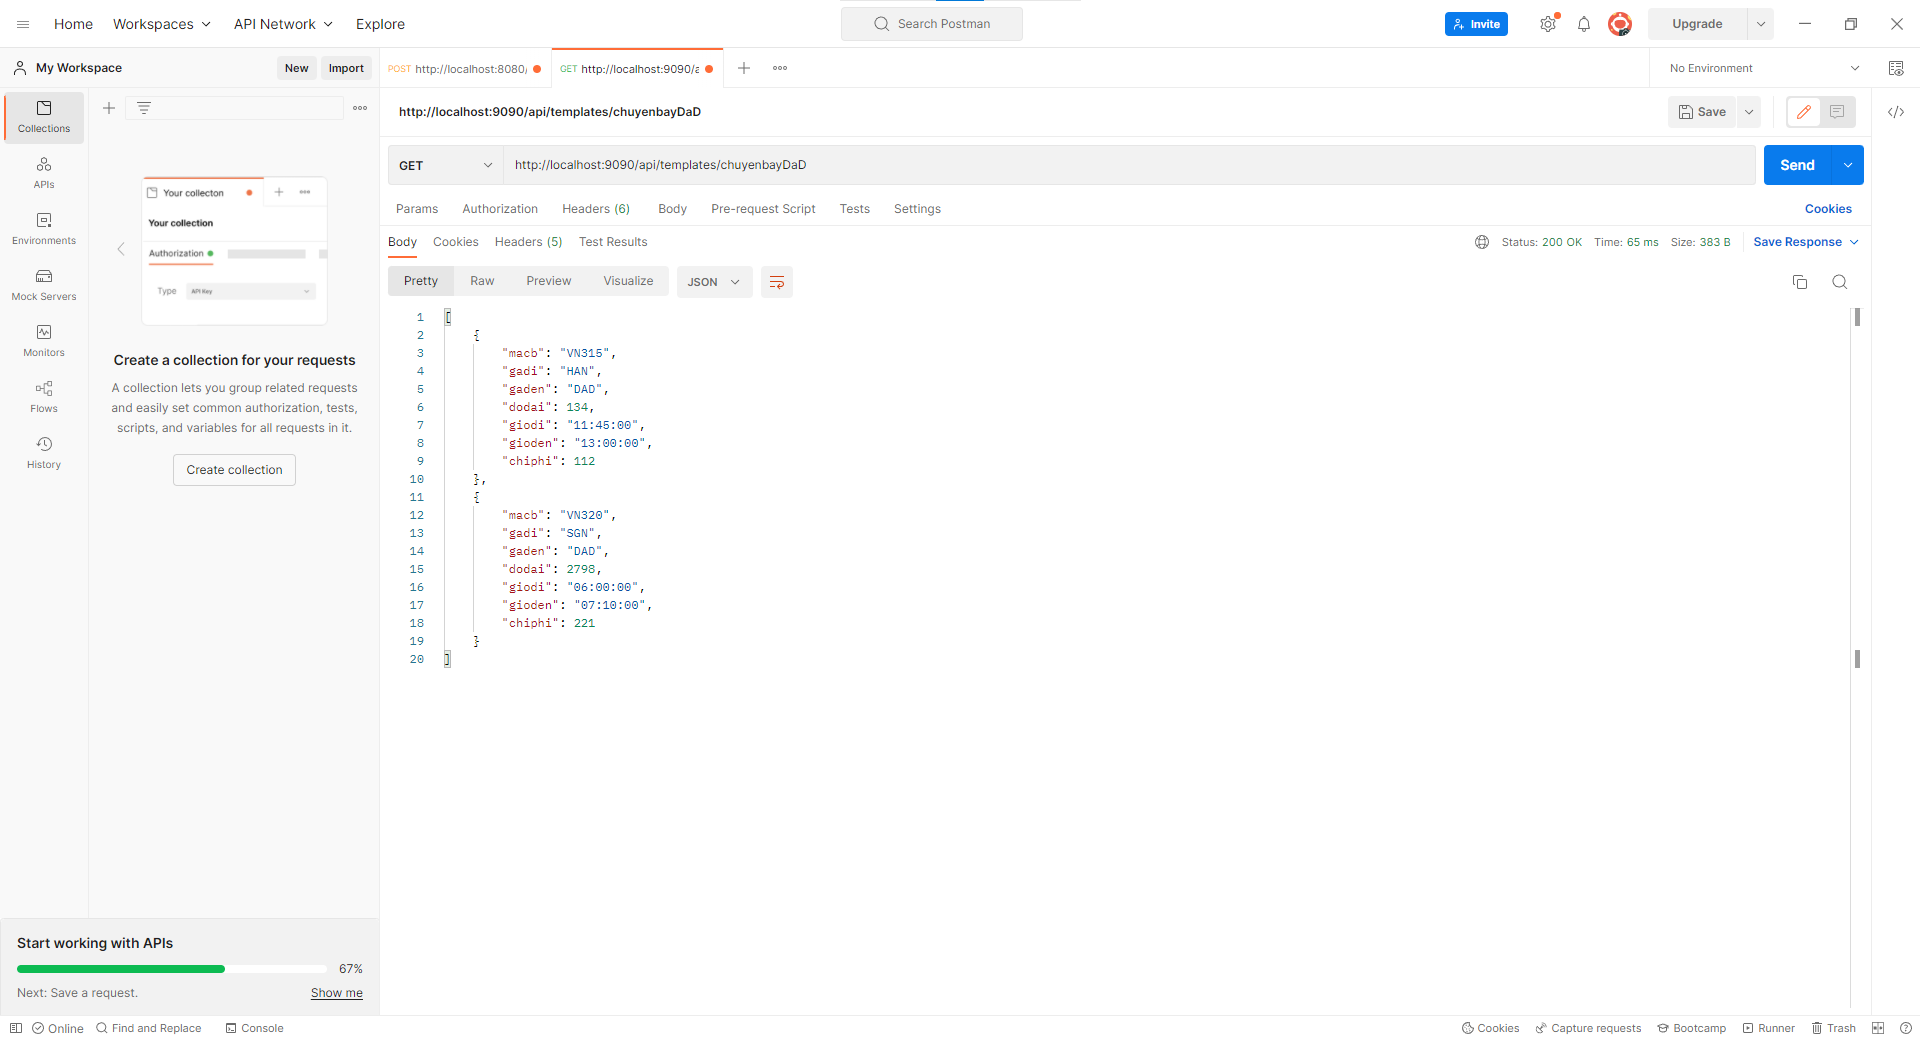 Home Workspaces API Network Explore Search Postman Invite Upgrade
My Workspace New Import
POST http://localhost:8080/ GET http://localhost:9090/a No Environment
Collections
APIs
Environments
Mock Servers
Monitors
Flows
History
Your collecton
Your collection
Authorization
Type API Key
Create a collection for your requests
A collection lets you group related requests
and easily set common authorization, tests,
scripts, and variables for all requests in it.
Create collection
Start working with APIs
67%
Next: Save a request. Show me
http://localhost:9090/api/templates/chuyenbayDaD Save
GET http://localhost:9090/api/templates/chuyenbayDaD Send
Params Authorization Headers (6) Body Pre-request Script Tests Settings Cookies
Body Cookies Headers (5) Test Results Status: 200 OK Time: 65 ms Size: 383 B Save Response
Pretty Raw Preview Visualize JSON
1 [
2 {
3 "macb": "VN315",
4 "gadi": "HAN",
5 "gaden": "DAD",
6 "dodai": 134,
7 "giodi": "11:45:00",
8 "gioden": "13:00:00",
9 "chiphi": 112
10 },
11 {
12 "macb": "VN320",
13 "gadi": "SGN",
14 "gaden": "DAD",
15 "dodai": 2798,
16 "giodi": "06:00:00",
17 "gioden": "07:10:00",
18 "chiphi": 221
19 }
20 ]
Online Find and Replace Console Cookies Capture requests Bootcamp Runner Trash